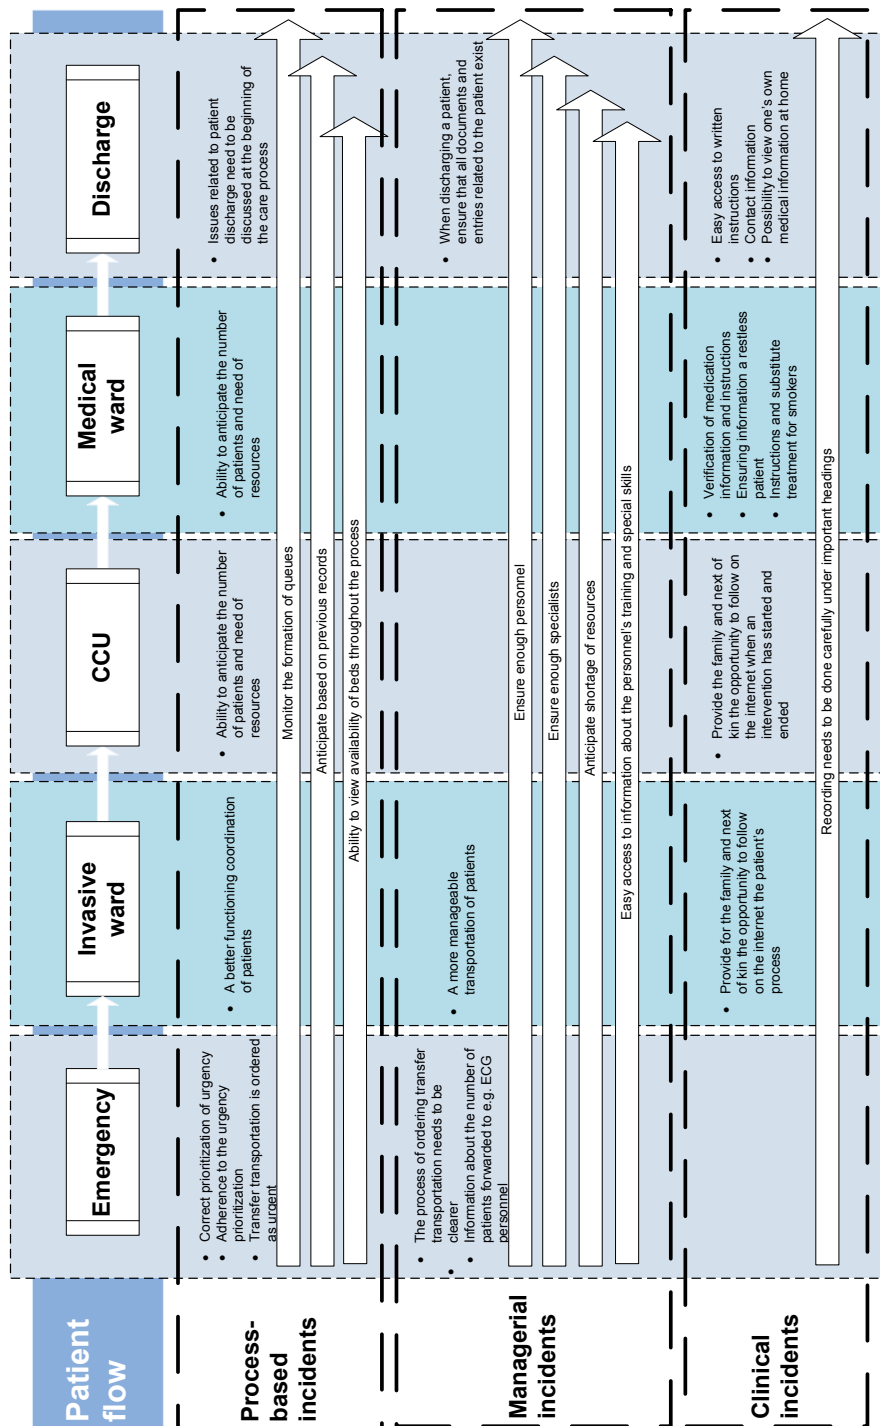 Patient
flow
Emergency
Invasive
ward
CCU
Medical
ward
Discharge
Process-
based
incidents
• Correct prioritization of urgency
• Adherence to the urgency
prioritization
• Transfer transportation is ordered
as urgent
• A better functioning coordination
of patients
• Ability to anticipate the number
of patients and need of
resources
• Ability to anticipate the number
of patients and need of
resources
• Issues related to patient
discharge need to be
discussed at the beginning of
the care process
Monitor the formation of queues
Anticipate based on previous records
Ability to view availability of beds throughout the process
Managerial
incidents
• The process of ordering transfer
transportation needs to be
clearer
• Information about the number of
patients forwarded to e.g. ECG
personnel
• A more manageable
transportation of patients
• When discharging a patient,
ensure that all documents and
entries related to the patient exist
Ensure enough personnel
Ensure enough specialists
Anticipate shortage of resources
Easy access to information about the personnel's training and special skills
Clinical
incidents
• Provide for the family and next
of kin the opportunity to follow
on the internet the patient's
process
• Provide the family and next of
kin the opportunity to follow on
the internet when an
intervention has started and
ended
• Verification of medication
information and instructions
• Ensuring information a restless
patient
• Instructions and substitute
treatment for smokers
• Easy access to written
instructions
• Contact information
• Possibility to view one's own
medical information at home
Recording needs to be done carefully under important headings